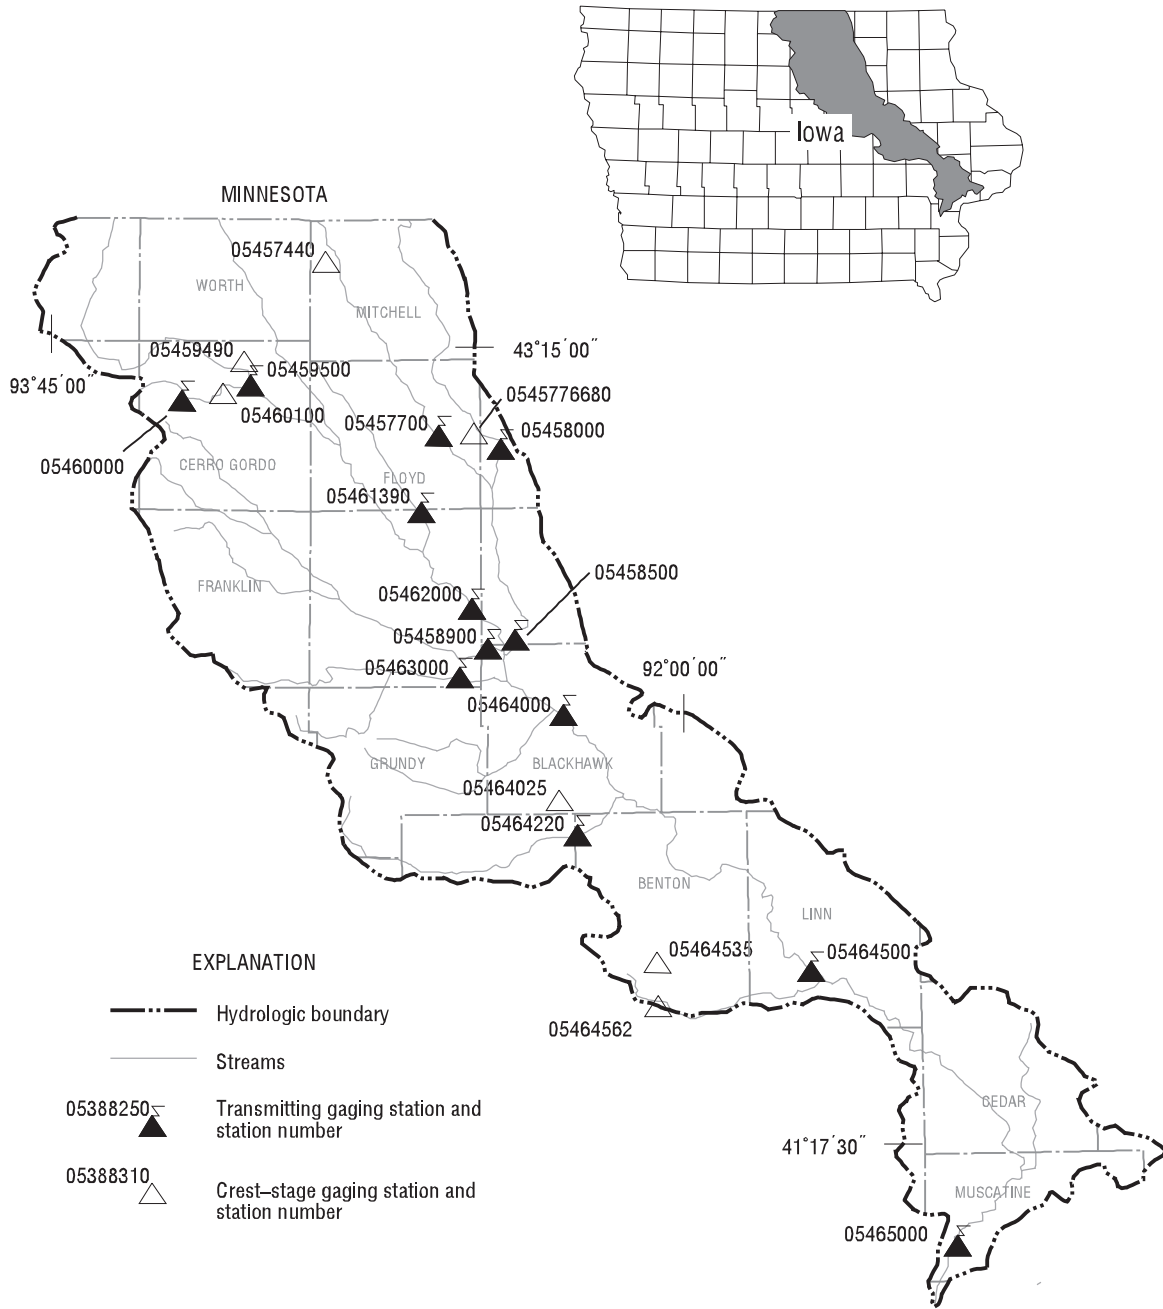 Iowa
MINNESOTA
05457440
WORTH
MITCHELL
05459490
43°15′00″
05459500
93°45′00″
0545776680
05460100
05457700
05458000
05460000
CERRO GORDO
FLOYD
05461390
05458500
FRANKLIN
05462000
05458900
05463000
92°00′00″
05464000
GRUNDY
BLACKHAWK
05464025
05464220
BENTON
LINN
05464535
05464500
EXPLANATION
Hydrologic boundary
05464562
Streams
CEDAR
05388250
Transmitting gaging station and
station number
41°17′30″
05388310
Crest–stage gaging station and
station number
MUSCATINE
05465000